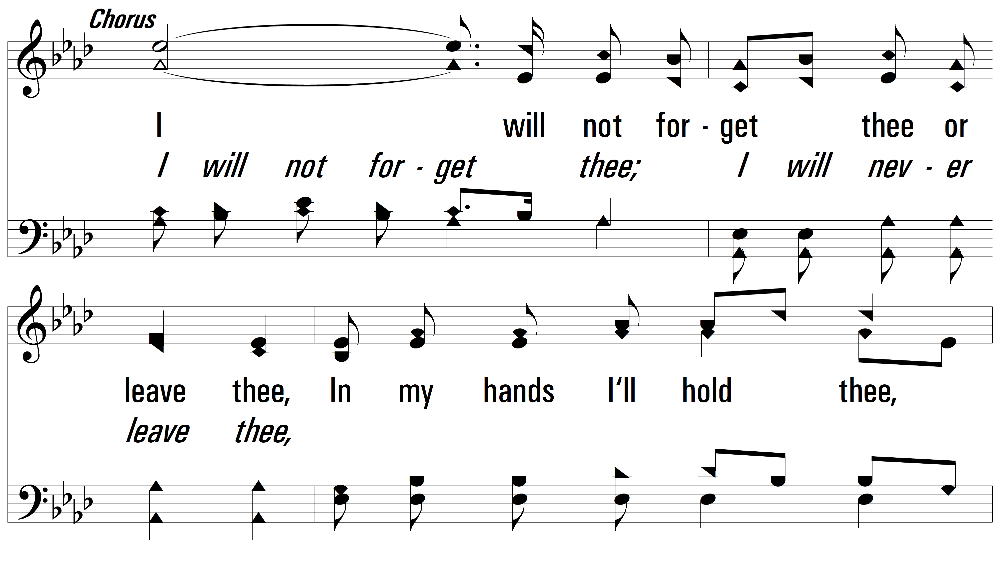 Chorus
I will not for - get thee or
I will not for - get thee; I will nev - er
leave thee, In my hands I‘ll hold thee,
leave thee,